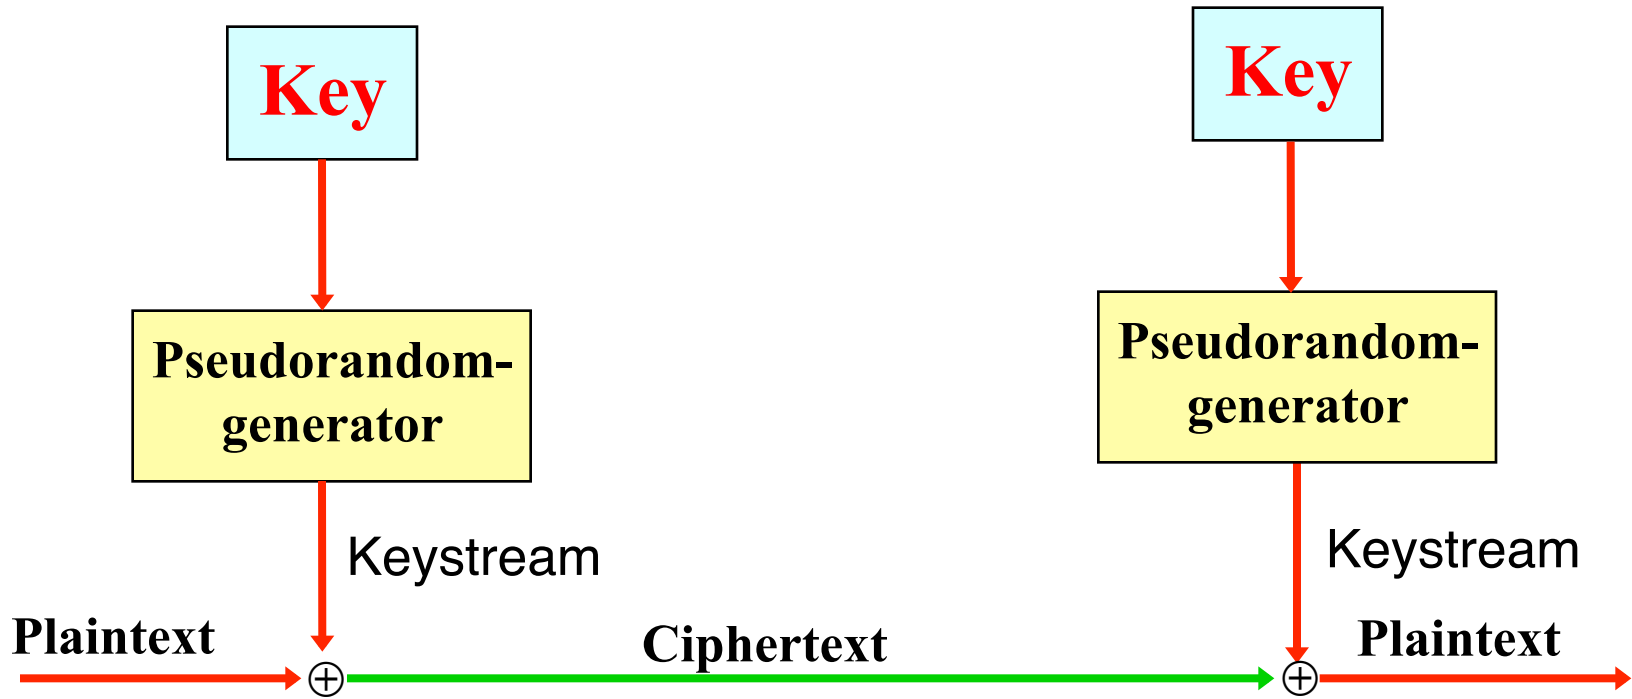 Key
Key
Pseudorandom-
generator
Pseudorandom-
generator
Keystream
Keystream
Plaintext
Ciphertext
Plaintext